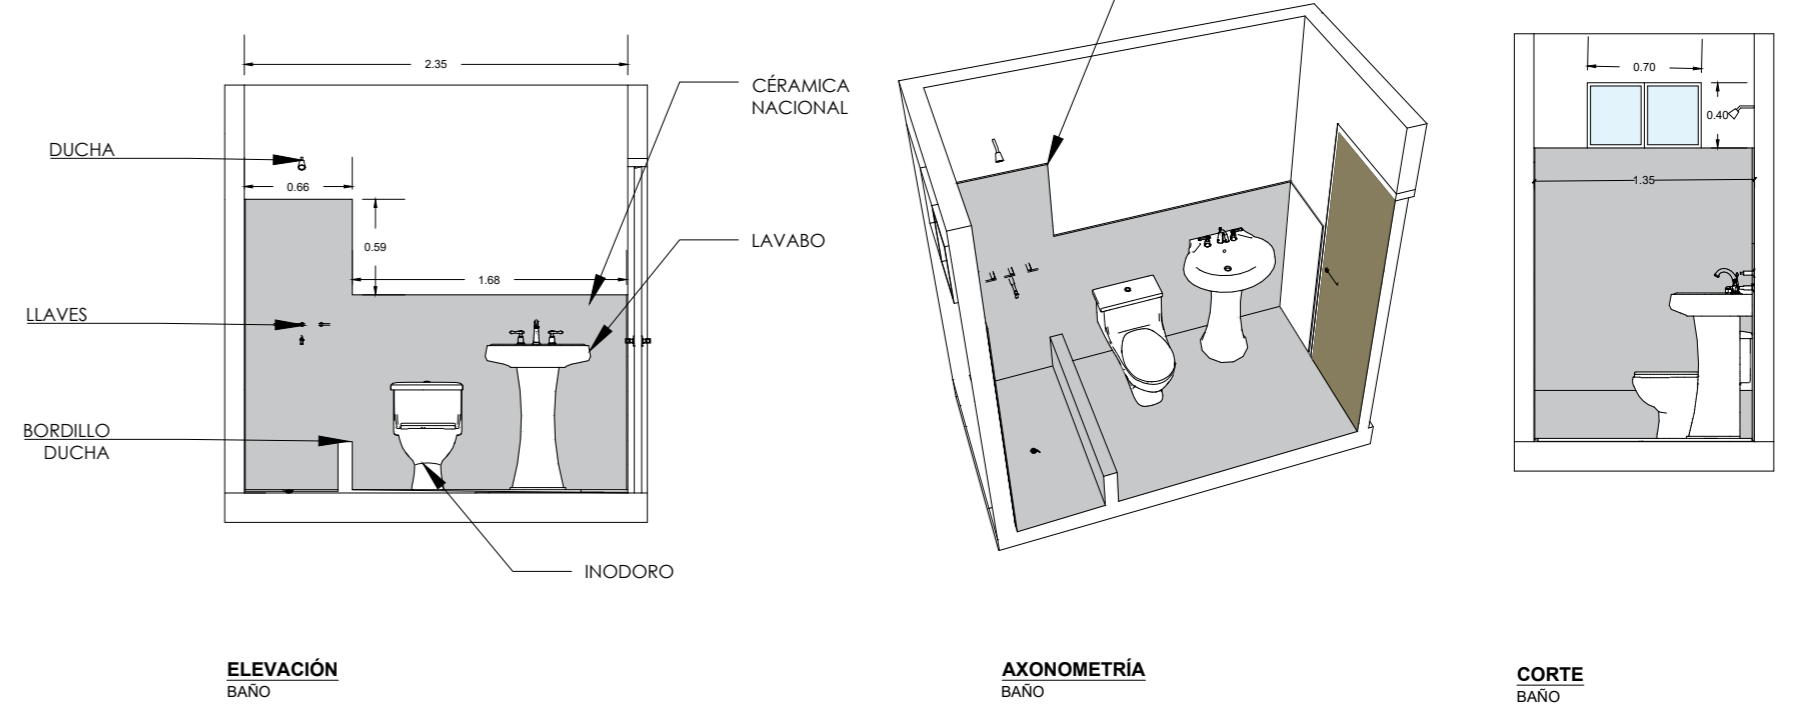 2.35
CÉRAMICA
NACIONAL
DUCHA
0.66
0.59
LAVABO
1.68
LLAVES
BORDILLO
DUCHA
INODORO
ELEVACIÓN
BAÑO
AXONOMETRÍA
BAÑO
0.70
0.40
1.35
CORTE
BAÑO